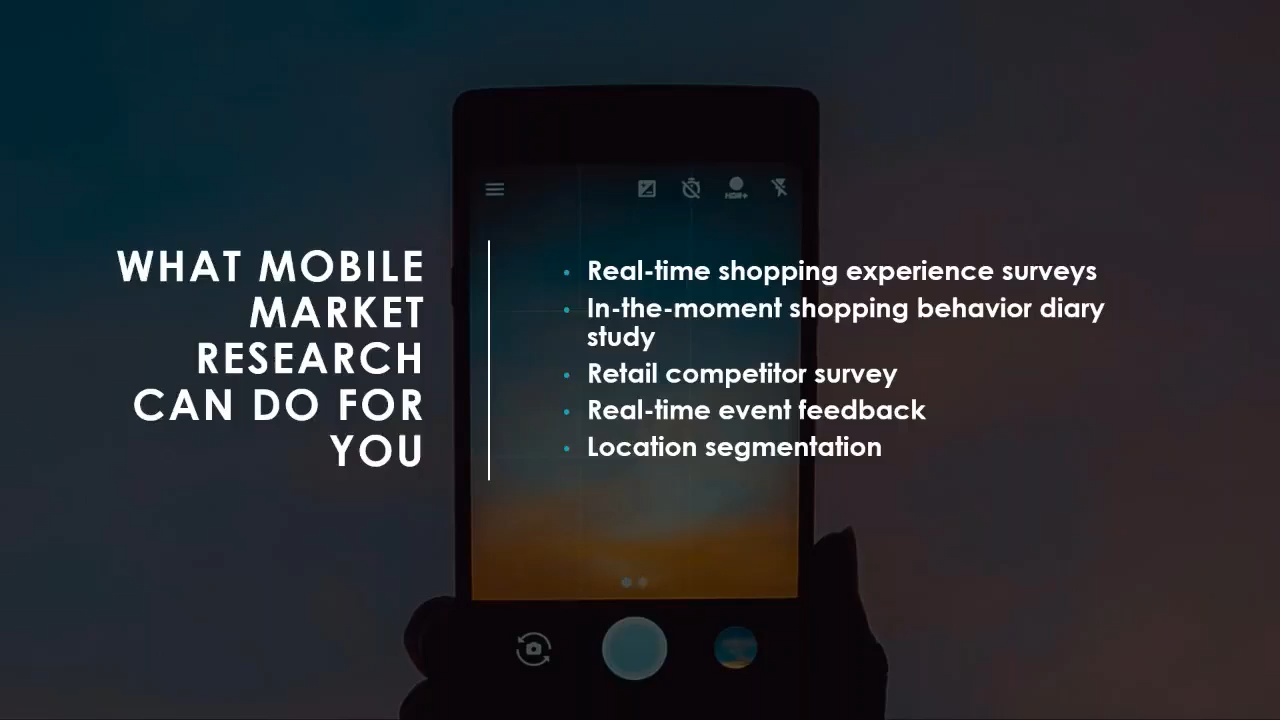 WHAT MOBILE
MARKET
RESEARCH
CAN DO FOR
YOU
HDR+
• Real-time shopping experience surveys
• In-the-moment shopping behavior diary
study
• Retail competitor survey
• Real-time event feedback
• Location segmentation